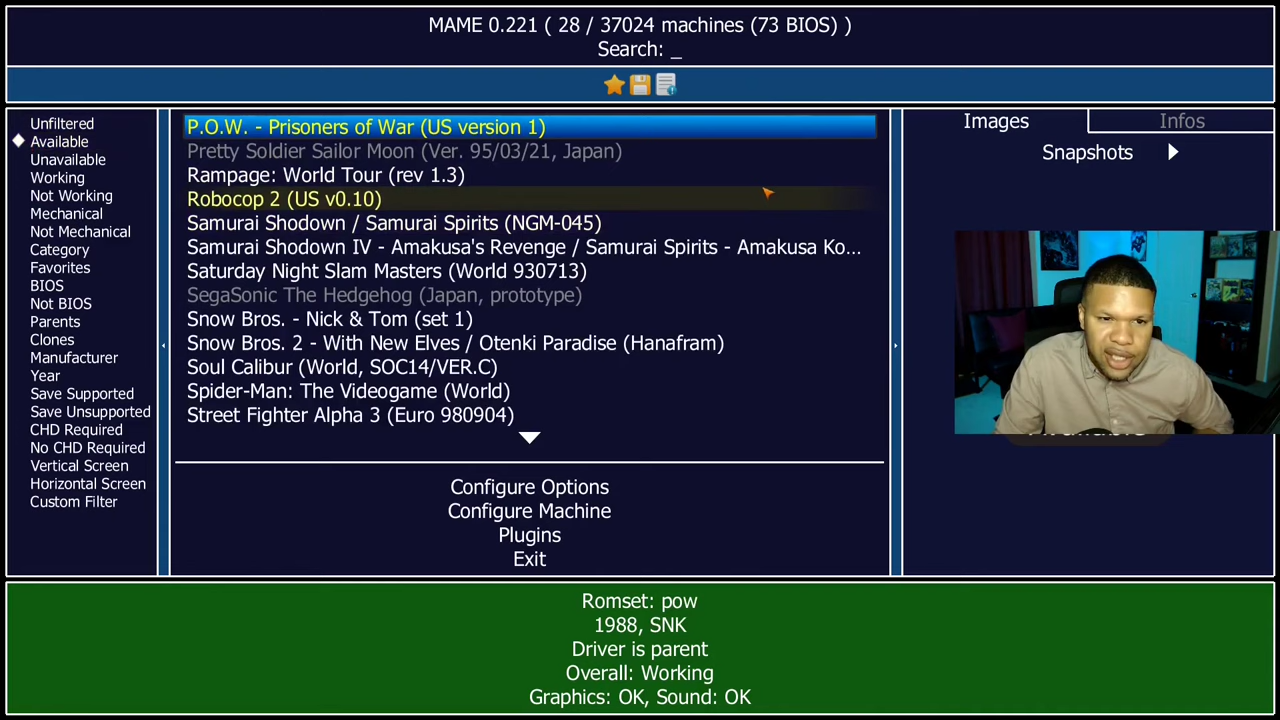 MAME 0.221 ( 28 / 37024 machines (73 BIOS) )
Search: _
Unfiltered
Available
Unavailable
Working
Not Working
Mechanical
Not Mechanical
Category
Favorites
BIOS
Not BIOS
Parents
Clones
Manufacturer
Year
Save Supported
Save Unsupported
CHD Required
No CHD Required
Vertical Screen
Horizontal Screen
Custom Filter
P.O.W. - Prisoners of War (US version 1)
Pretty Soldier Sailor Moon (Ver. 95/03/21, Japan)
Rampage: World Tour (rev 1.3)
Robocop 2 (US v0.10)
Samurai Shodown / Samurai Spirits (NGM-045)
Samurai Shodown IV - Amakusa's Revenge / Samurai Spirits - Amakusa Ko...
Saturday Night Slam Masters (World 930713)
SegaSonic The Hedgehog (Japan, prototype)
Snow Bros. - Nick & Tom (set 1)
Snow Bros. 2 - With New Elves / Otenki Paradise (Hanafram)
Soul Calibur (World, SOC14/VER.C)
Spider-Man: The Videogame (World)
Street Fighter Alpha 3 (Euro 980904)
Configure Options
Configure Machine
Plugins
Exit
Images
Infos
Snapshots
Romset: pow
1988, SNK
Driver is parent
Overall: Working
Graphics: OK, Sound: OK